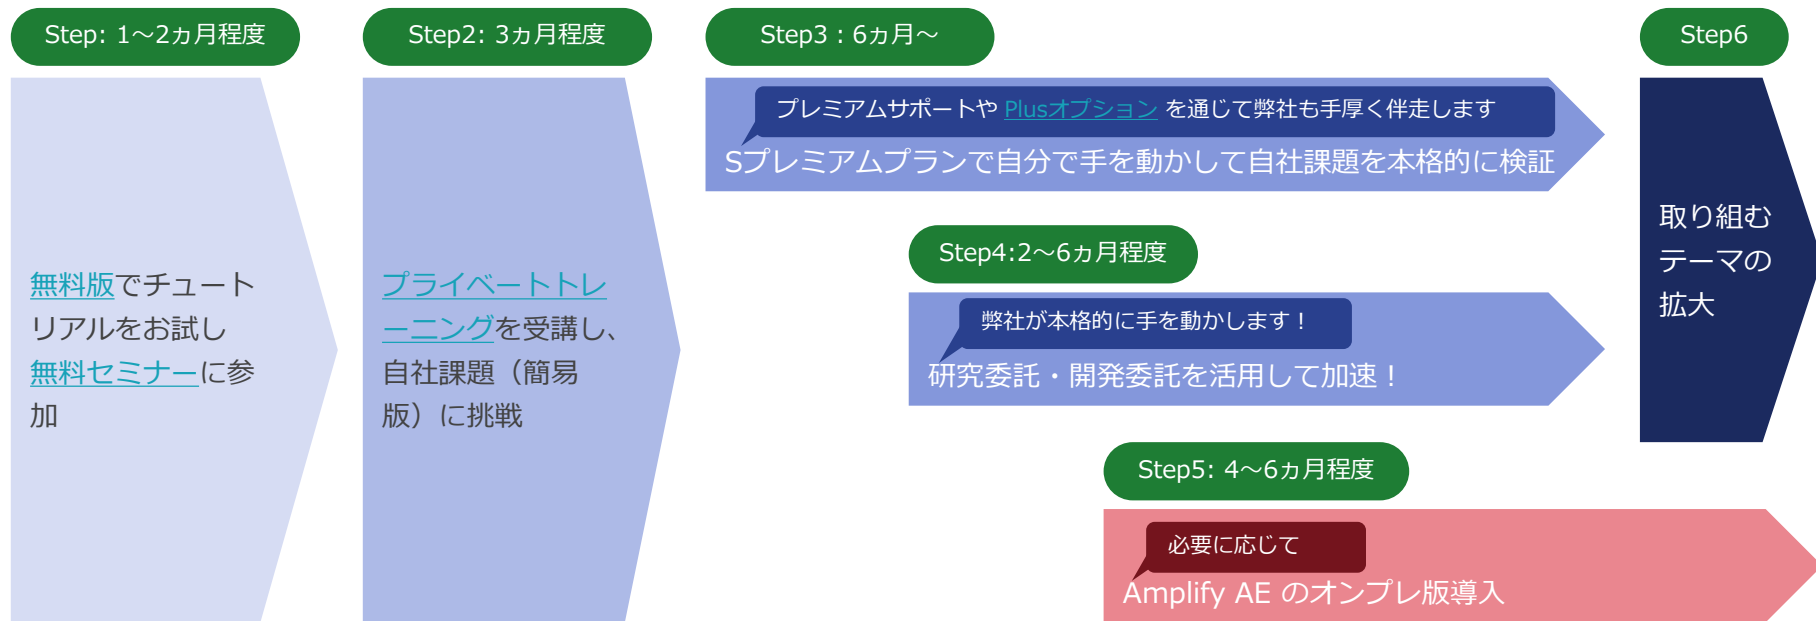 Step: 1～2ヵ月程度
無料版でチュート
リアルをお試し
無料セミナーに参
加
Step2: 3ヵ月程度
プライベートトレ
ーニングを受講し、
自社課題（簡易
版）に挑戦
Step3 : 6ヵ月～
プレミアムサポートや Plusオプション を通じて弊社も手厚く伴走します
Sプレミアムプランで自分で手を動かして自社課題を本格的に検証
Step4:2～6ヵ月程度
弊社が本格的に手を動かします！
研究委託・開発委託を活用して加速！
Step5: 4～6ヵ月程度
必要に応じて
Amplify AE のオンプレ版導入
Step6
取り組む
テーマの
拡大